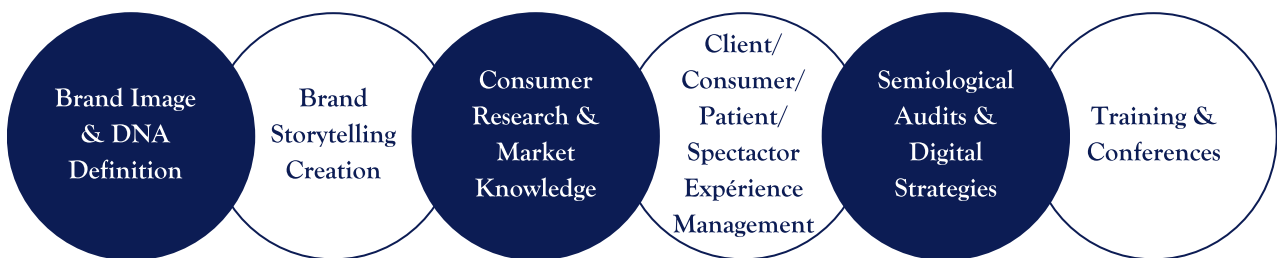 Brand Image
& DNA
Definition
Brand
Storytelling
Creation
Consumer
Research &
Market
Knowledge
Client/
Consumer/
Patient/
Spectactor
Expérience
Management
Semiological
Audits &
Digital
Strategies
Training &
Conferences